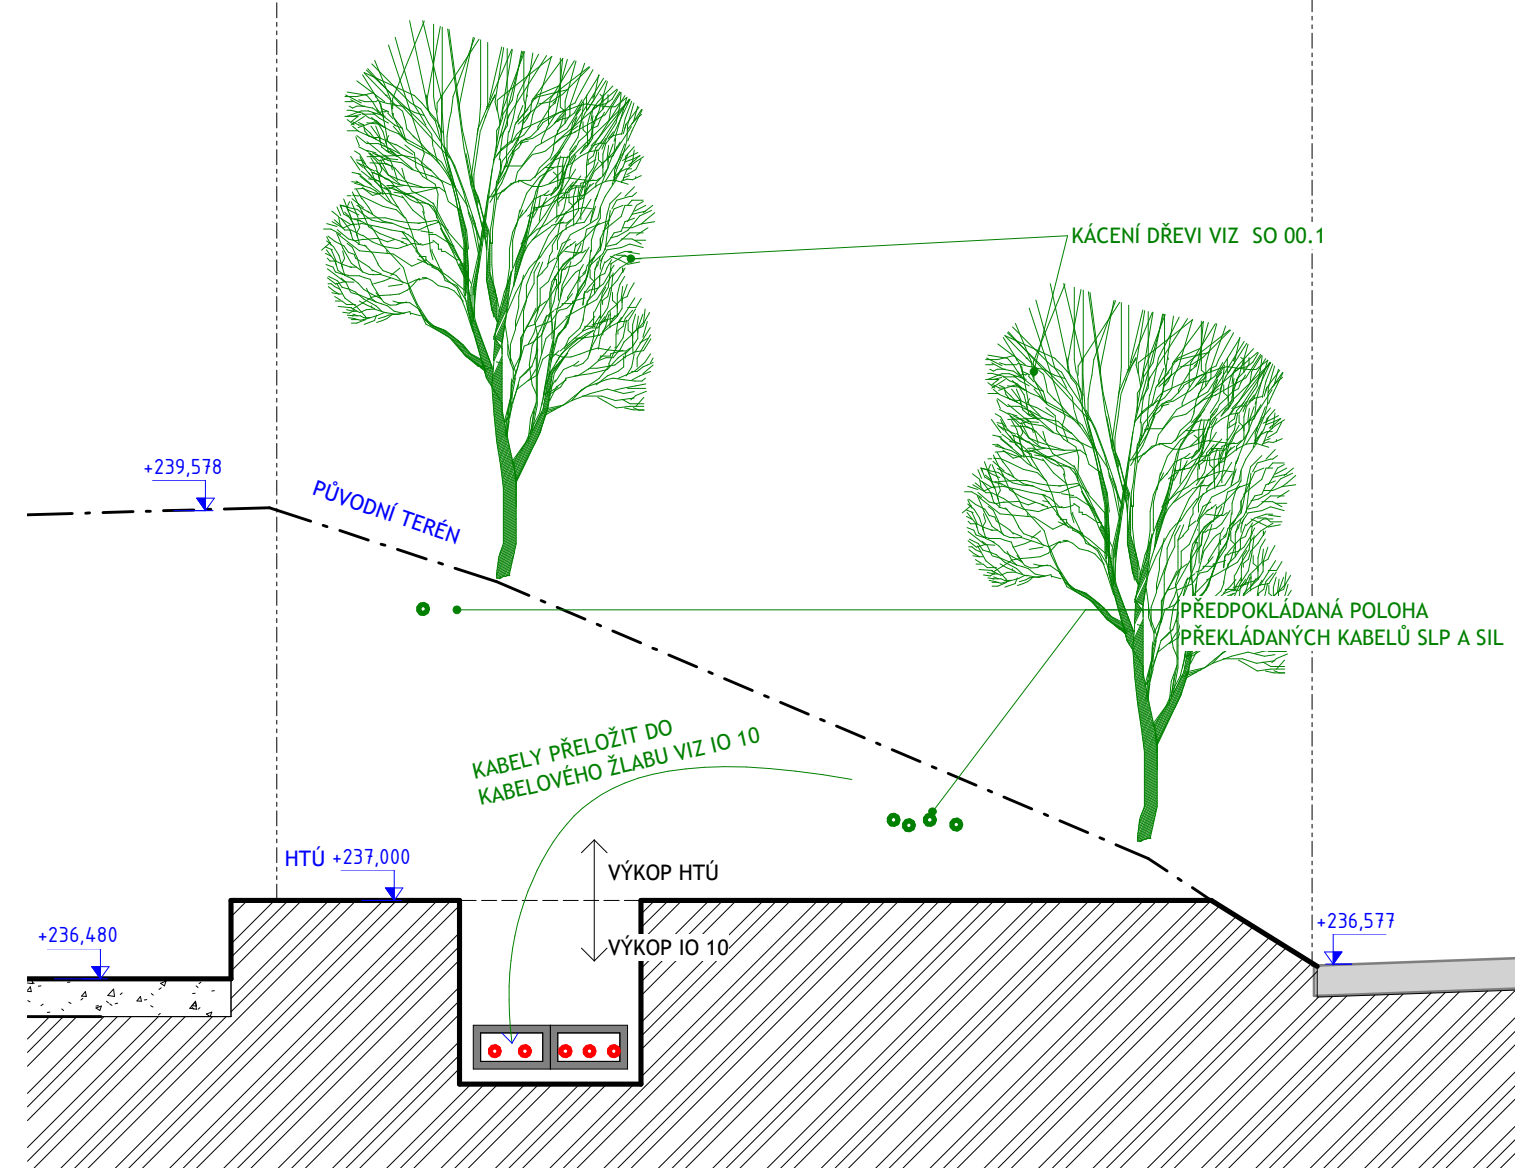 KÁCENÍ DŘEVI VIZ SO 00.1
+239,578
PŮVODNÍ TERÉN
PŘEDPOKLÁDANÁ POLOHA
PŘEKLÁDANÝCH KABELŮ SLP A SIL
KABELY PŘELOŽIT DO
KABELOVÉHO ŽLABU VIZ IO 10
HTÚ +237,000
VÝKOP HTÚ
+236,480
VÝKOP IO 10
+236,577